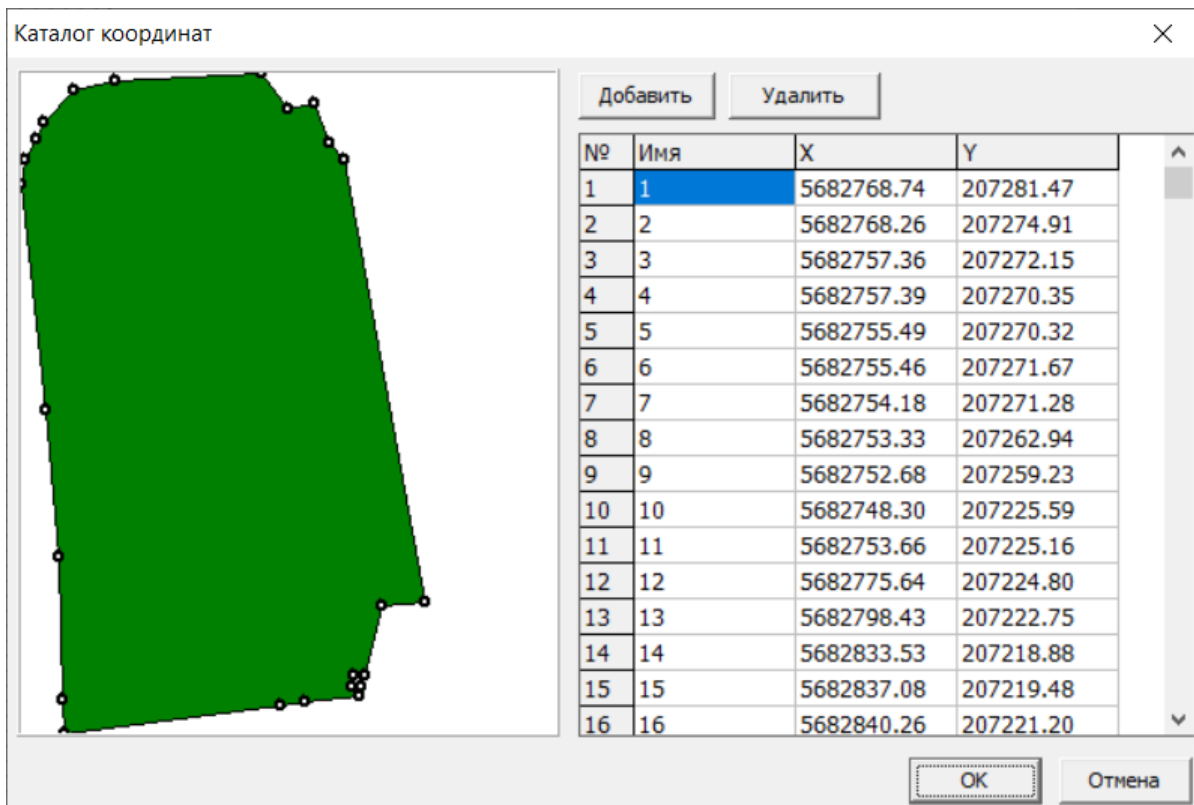 Каталог координат
Добавить Удалить
№ Имя X Y
1 1 5682768.74 207281.47
2 2 5682768.26 207274.91
3 3 5682757.36 207272.15
4 4 5682757.39 207270.35
5 5 5682755.49 207270.32
6 6 5682755.46 207271.67
7 7 5682754.18 207271.28
8 8 5682753.33 207262.94
9 9 5682752.68 207259.23
10 10 5682748.30 207225.59
11 11 5682753.66 207225.16
12 12 5682775.64 207224.80
13 13 5682798.43 207222.75
14 14 5682833.53 207218.88
15 15 5682837.08 207219.48
16 16 5682840.26 207221.20
OK Отмена